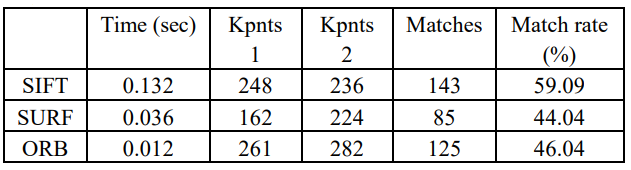 Time (sec) Kpnts 1 Kpnts 2 Matches Match rate (%)
SIFT 0.132 248 236 143 59.09
SURF 0.036 162 224 85 44.04
ORB 0.012 261 282 125 46.04